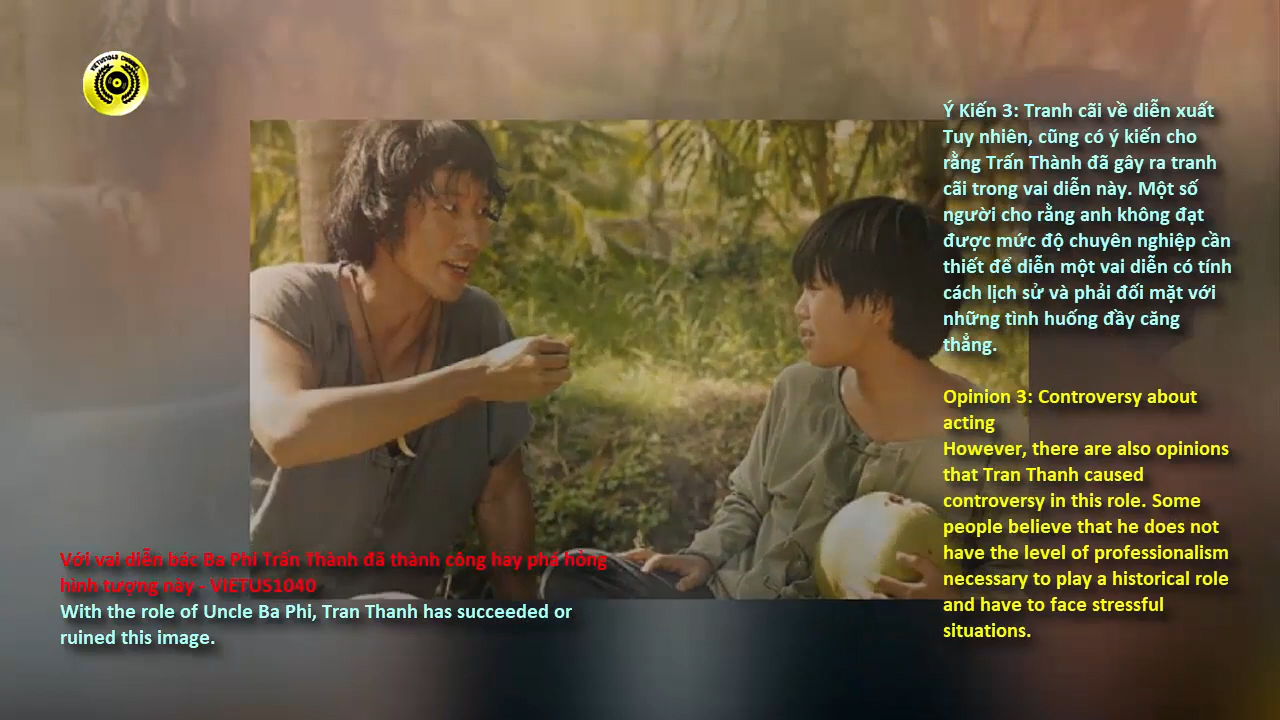 VIETUS1040 CHANNEL
Ý Kiến 3: Tranh cãi về diễn xuất
Tuy nhiên, cũng có ý kiến cho
rằng Trấn Thành đã gây ra tranh
cãi trong vai diễn này. Một số
người cho rằng anh không đạt
được mức độ chuyên nghiệp cần
thiết để diễn một vai diễn có tính
cách lịch sử và phải đối mặt với
những tình huống đầy căng
thẳng.
Opinion 3: Controversy about
acting
However, there are also opinions
that Tran Thanh caused
controversy in this role. Some
people believe that he does not
have the level of professionalism
necessary to play a historical role
and have to face stressful
situations.
Với vai diễn bác Ba Phi Trấn Thành đã thành công hay phá hỏng
hình tượng này - VIETUS1040
With the role of Uncle Ba Phi, Tran Thanh has succeeded or
ruined this image.